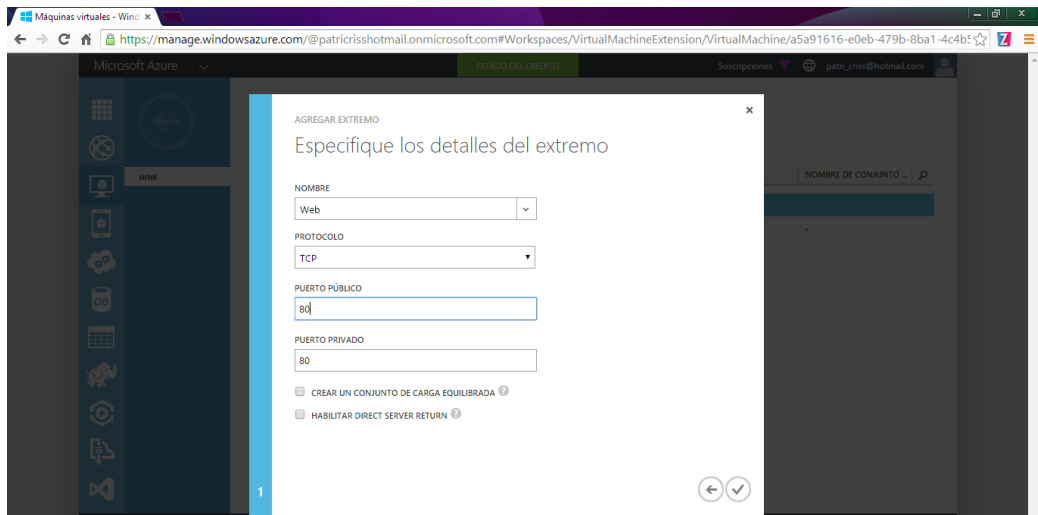 Máquinas virtuales - Wind
https://manage.windowsazure.com/@patricrisshotmail.onmicrosoft.com#Workspaces/VirtualMachineExtension/VirtualMachine/a5a91616-e0eb-479b-8ba1-4c4b5
Microsoft Azure
ESTADO DEL CRÉDITO
Suscripciones
patri_criss@hotmail.com
uriel
NOMBRE DE CONJUNTO ...
DB
AGREGAR EXTREMO
Especifique los detalles del extremo
NOMBRE
Web
PROTOCOLO
TCP
PUERTO PÚBLICO
80
PUERTO PRIVADO
80
CREAR UN CONJUNTO DE CARGA EQUILIBRADA ?
HABILITAR DIRECT SERVER RETURN ?
1